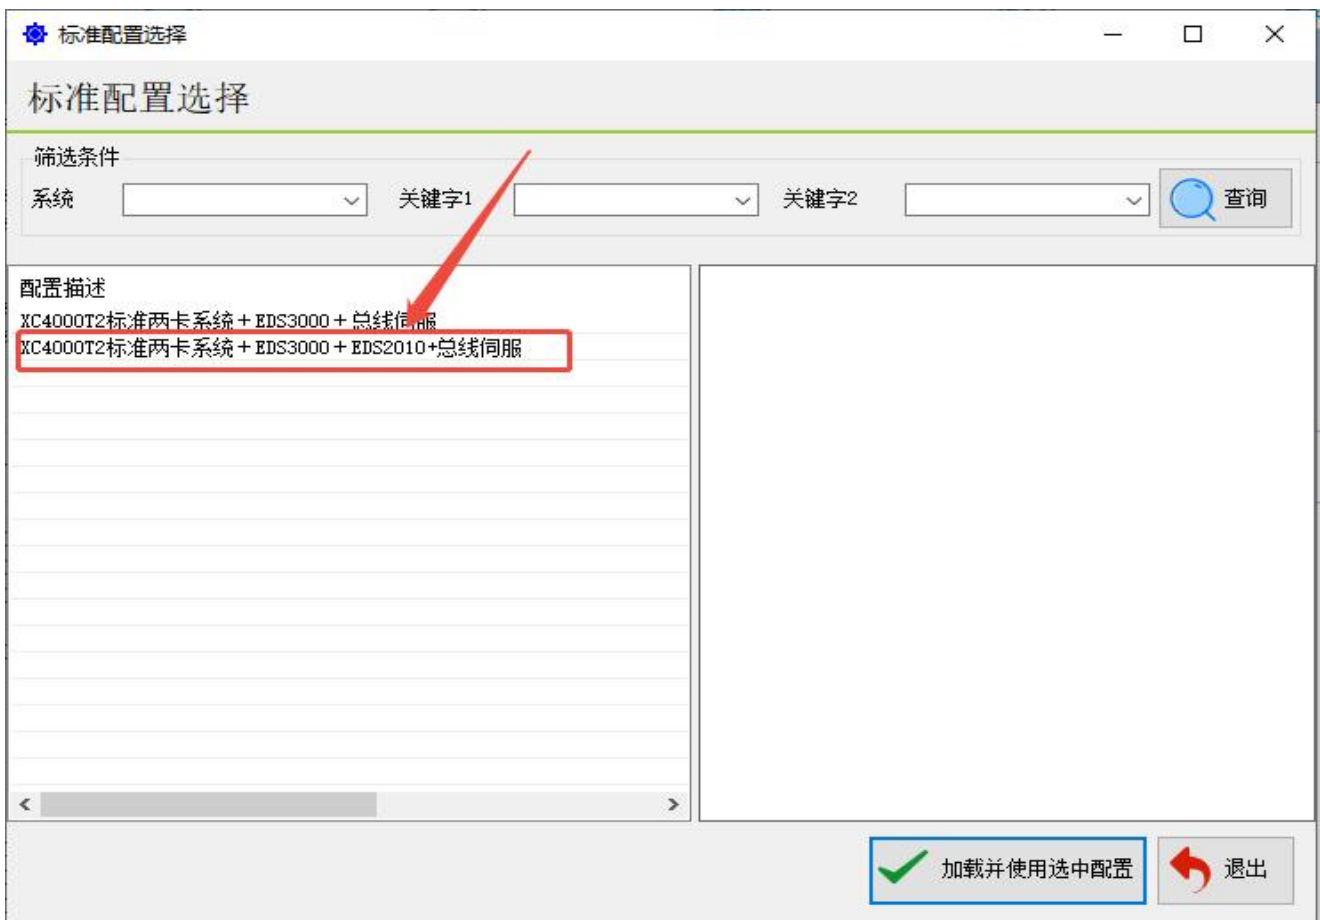 标准配置选择
标准配置选择
筛选条件
系统 关键字1 关键字2 查询
配置描述
XC4000T2标准两卡系统＋EDS3000＋总线伺服
XC4000T2标准两卡系统＋EDS3000＋EDS2010+总线伺服
加载并使用选中配置 退出